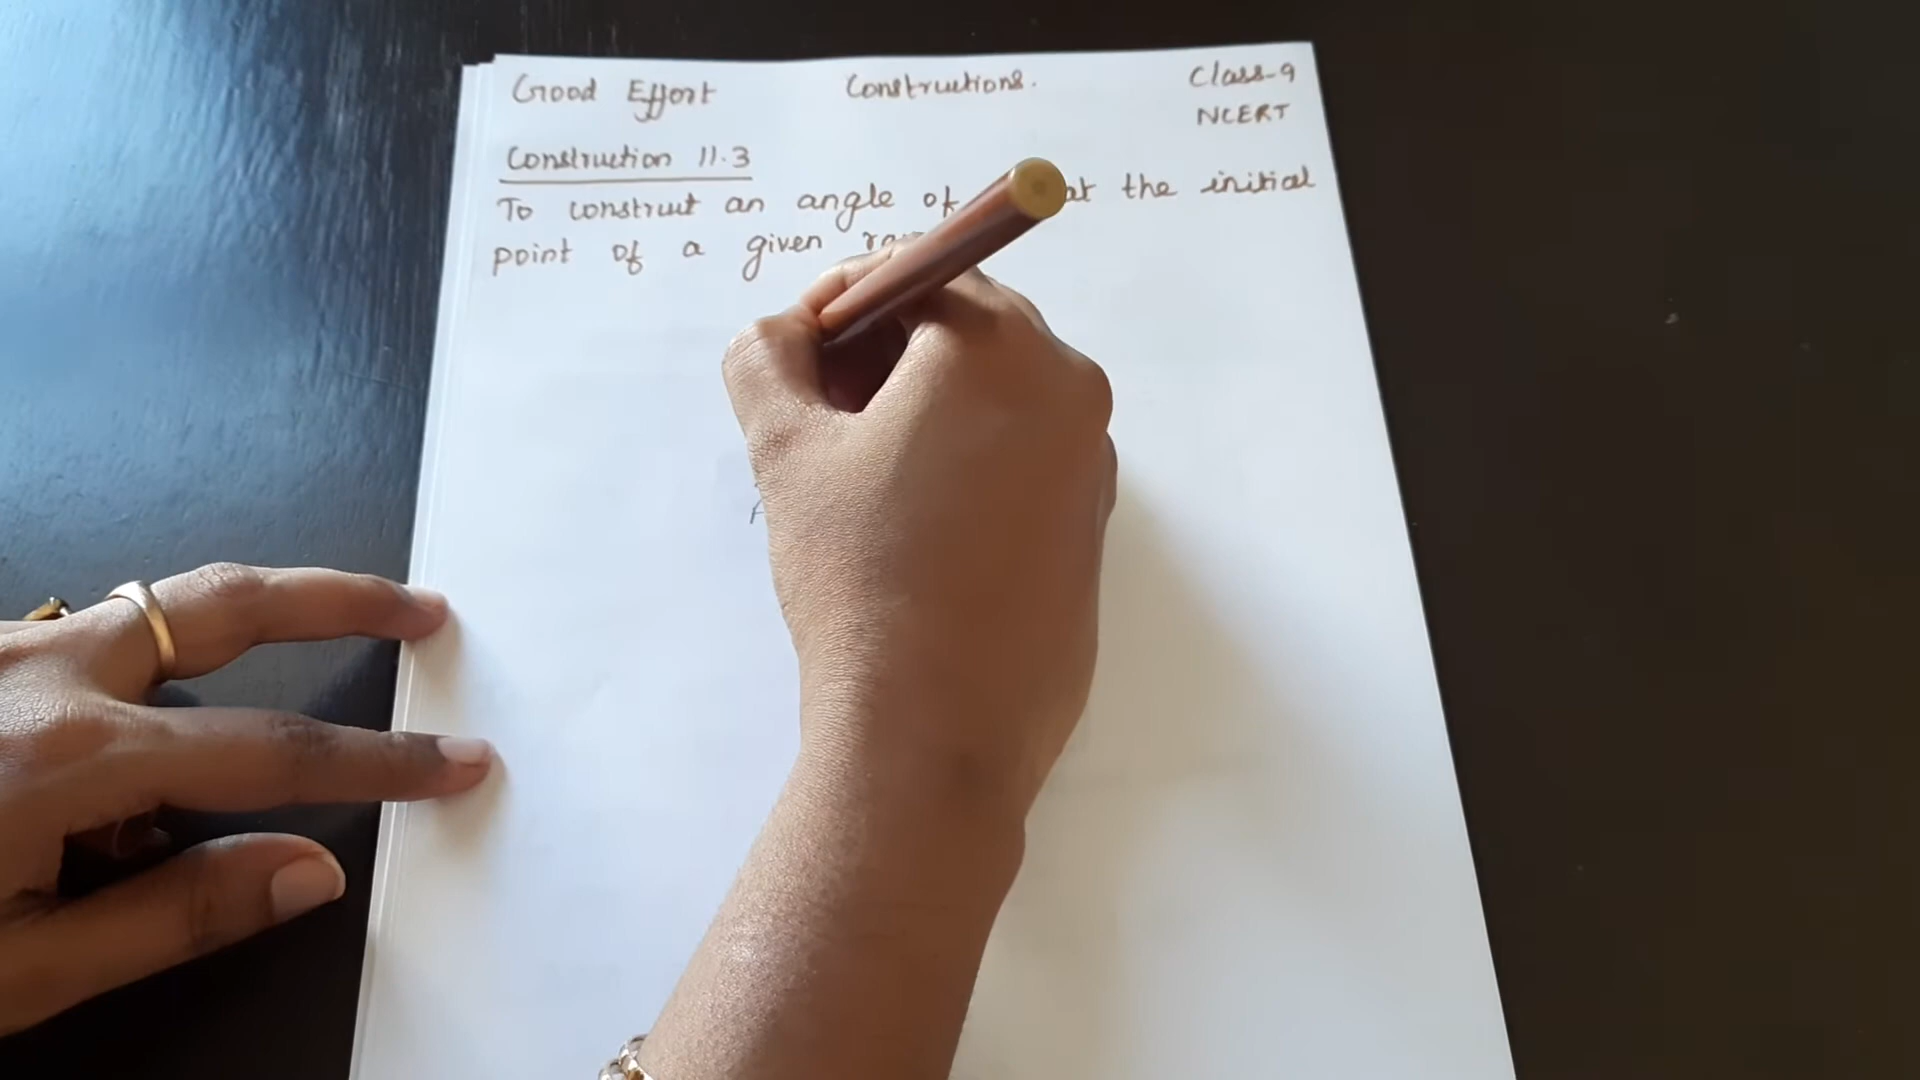 Good Effort Constructions. Class-9
NCERT
Construction 11.3
To construct an angle of at the initial
point of a given
A